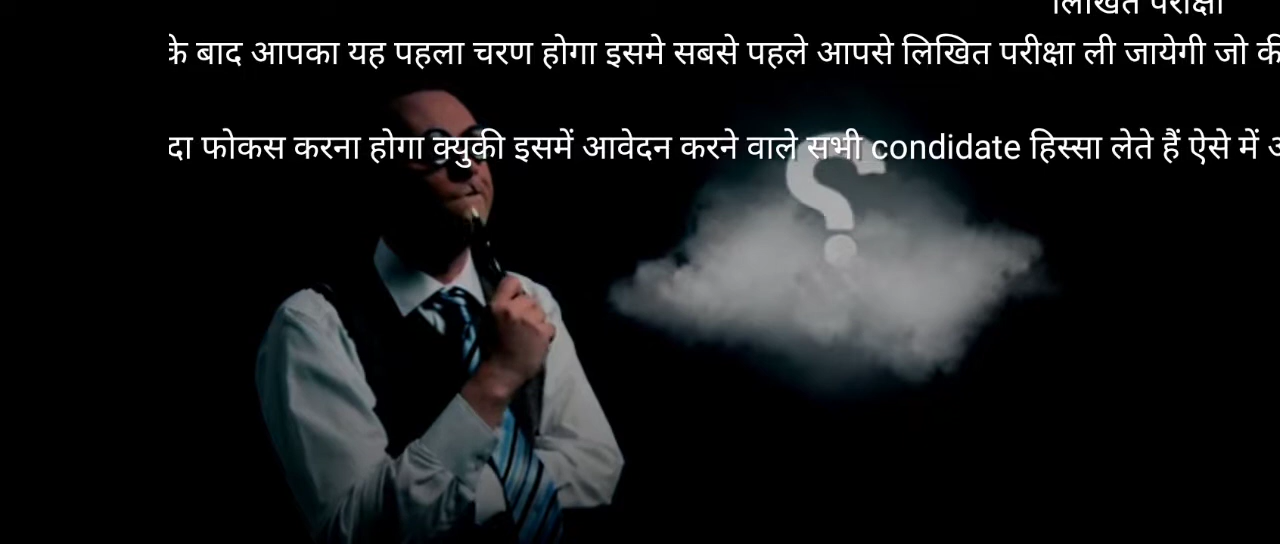 लिखित परीक्षा
के बाद आपका यह पहला चरण होगा इसमे सबसे पहले आपसे लिखित परीक्षा ली जायेगी जो की
दा फोकस करना होगा क्युकी इसमें आवेदन करने वाले सभी condidate हिस्सा लेते हैं ऐसे में